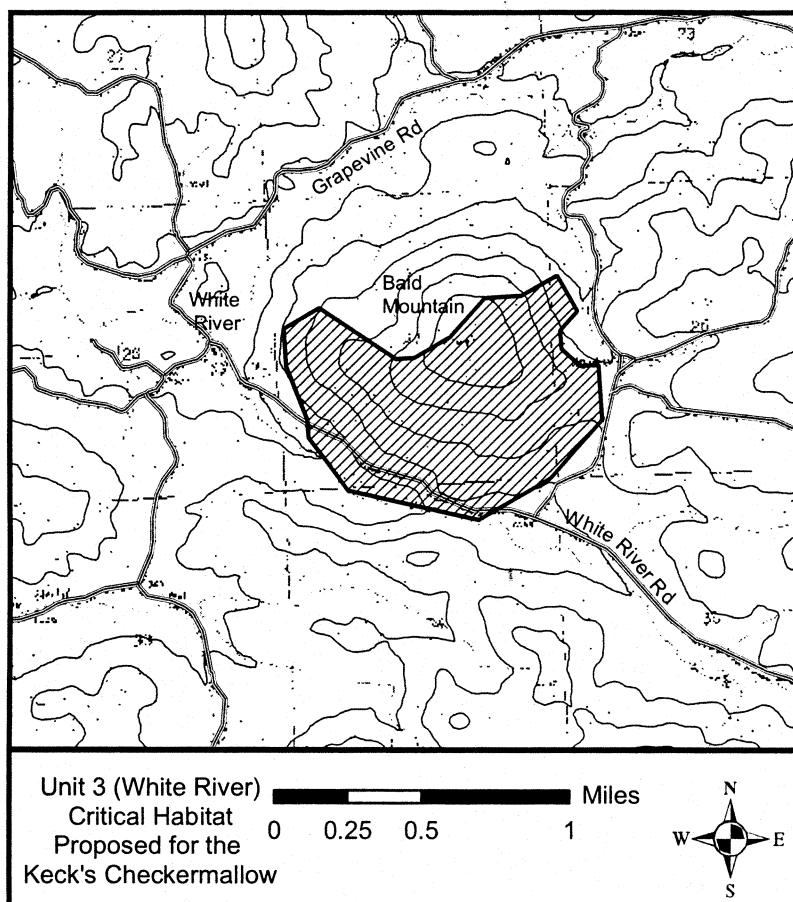 Grapevine Rd
Bald
Mountain
White
River
26
White River Rd
Unit 3 (White River)
Critical Habitat
Proposed for the
Keck's Checkermallow
0 0.25 0.5 1 Miles
N
W E
S